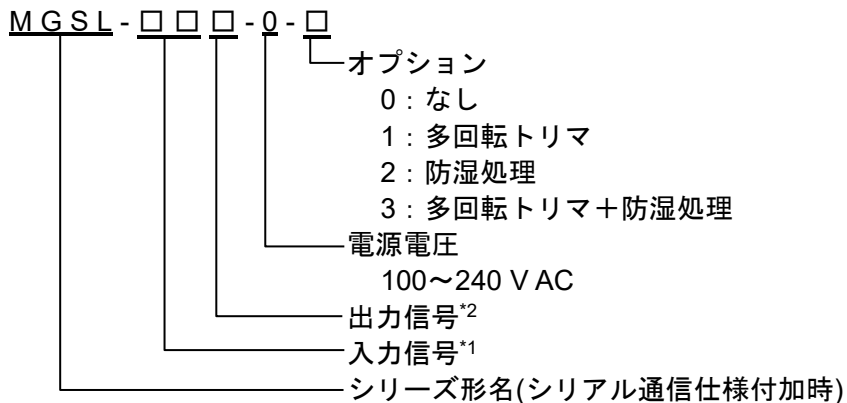 MGSL-□□□-0-□
オプション
0：なし
1：多回転トリマ
2：防湿処理
3：多回転トリマ＋防湿処理
電源電圧
100～240 V AC
出力信号*2
入力信号*1
シリーズ形名(シリアル通信仕様付加時)